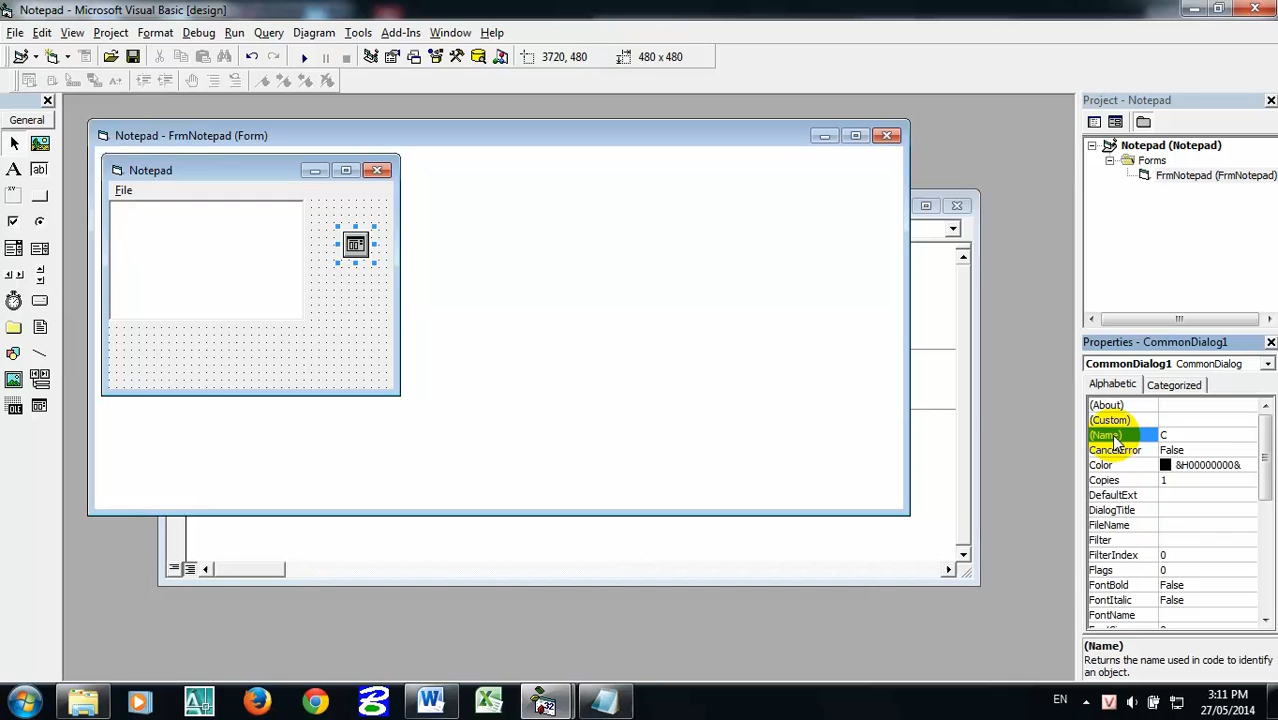 Notepad - Microsoft Visual Basic [design]
File Edit View Project Format Debug Run Query Diagram Tools Add-Ins Window Help
3720, 480
480 x 480
General
Notepad - FrmNotepad (Form)
Notepad
File
Project - Notepad
Notepad (Notepad)
Forms
FrmNotepad (FrmNotepad)
Properties - CommonDialog1
CommonDialog1 CommonDialog
Alphabetic Categorized
(About)
(Custom)
(Name) C
CancelError False
Color &H00000000&
Copies 1
DefaultExt
DialogTitle
FileName
Filter
FilterIndex 0
Flags 0
FontBold False
FontItalic False
FontName
(Name)
Returns the name used in code to identify
an object.
EN
3:11 PM
27/05/2014